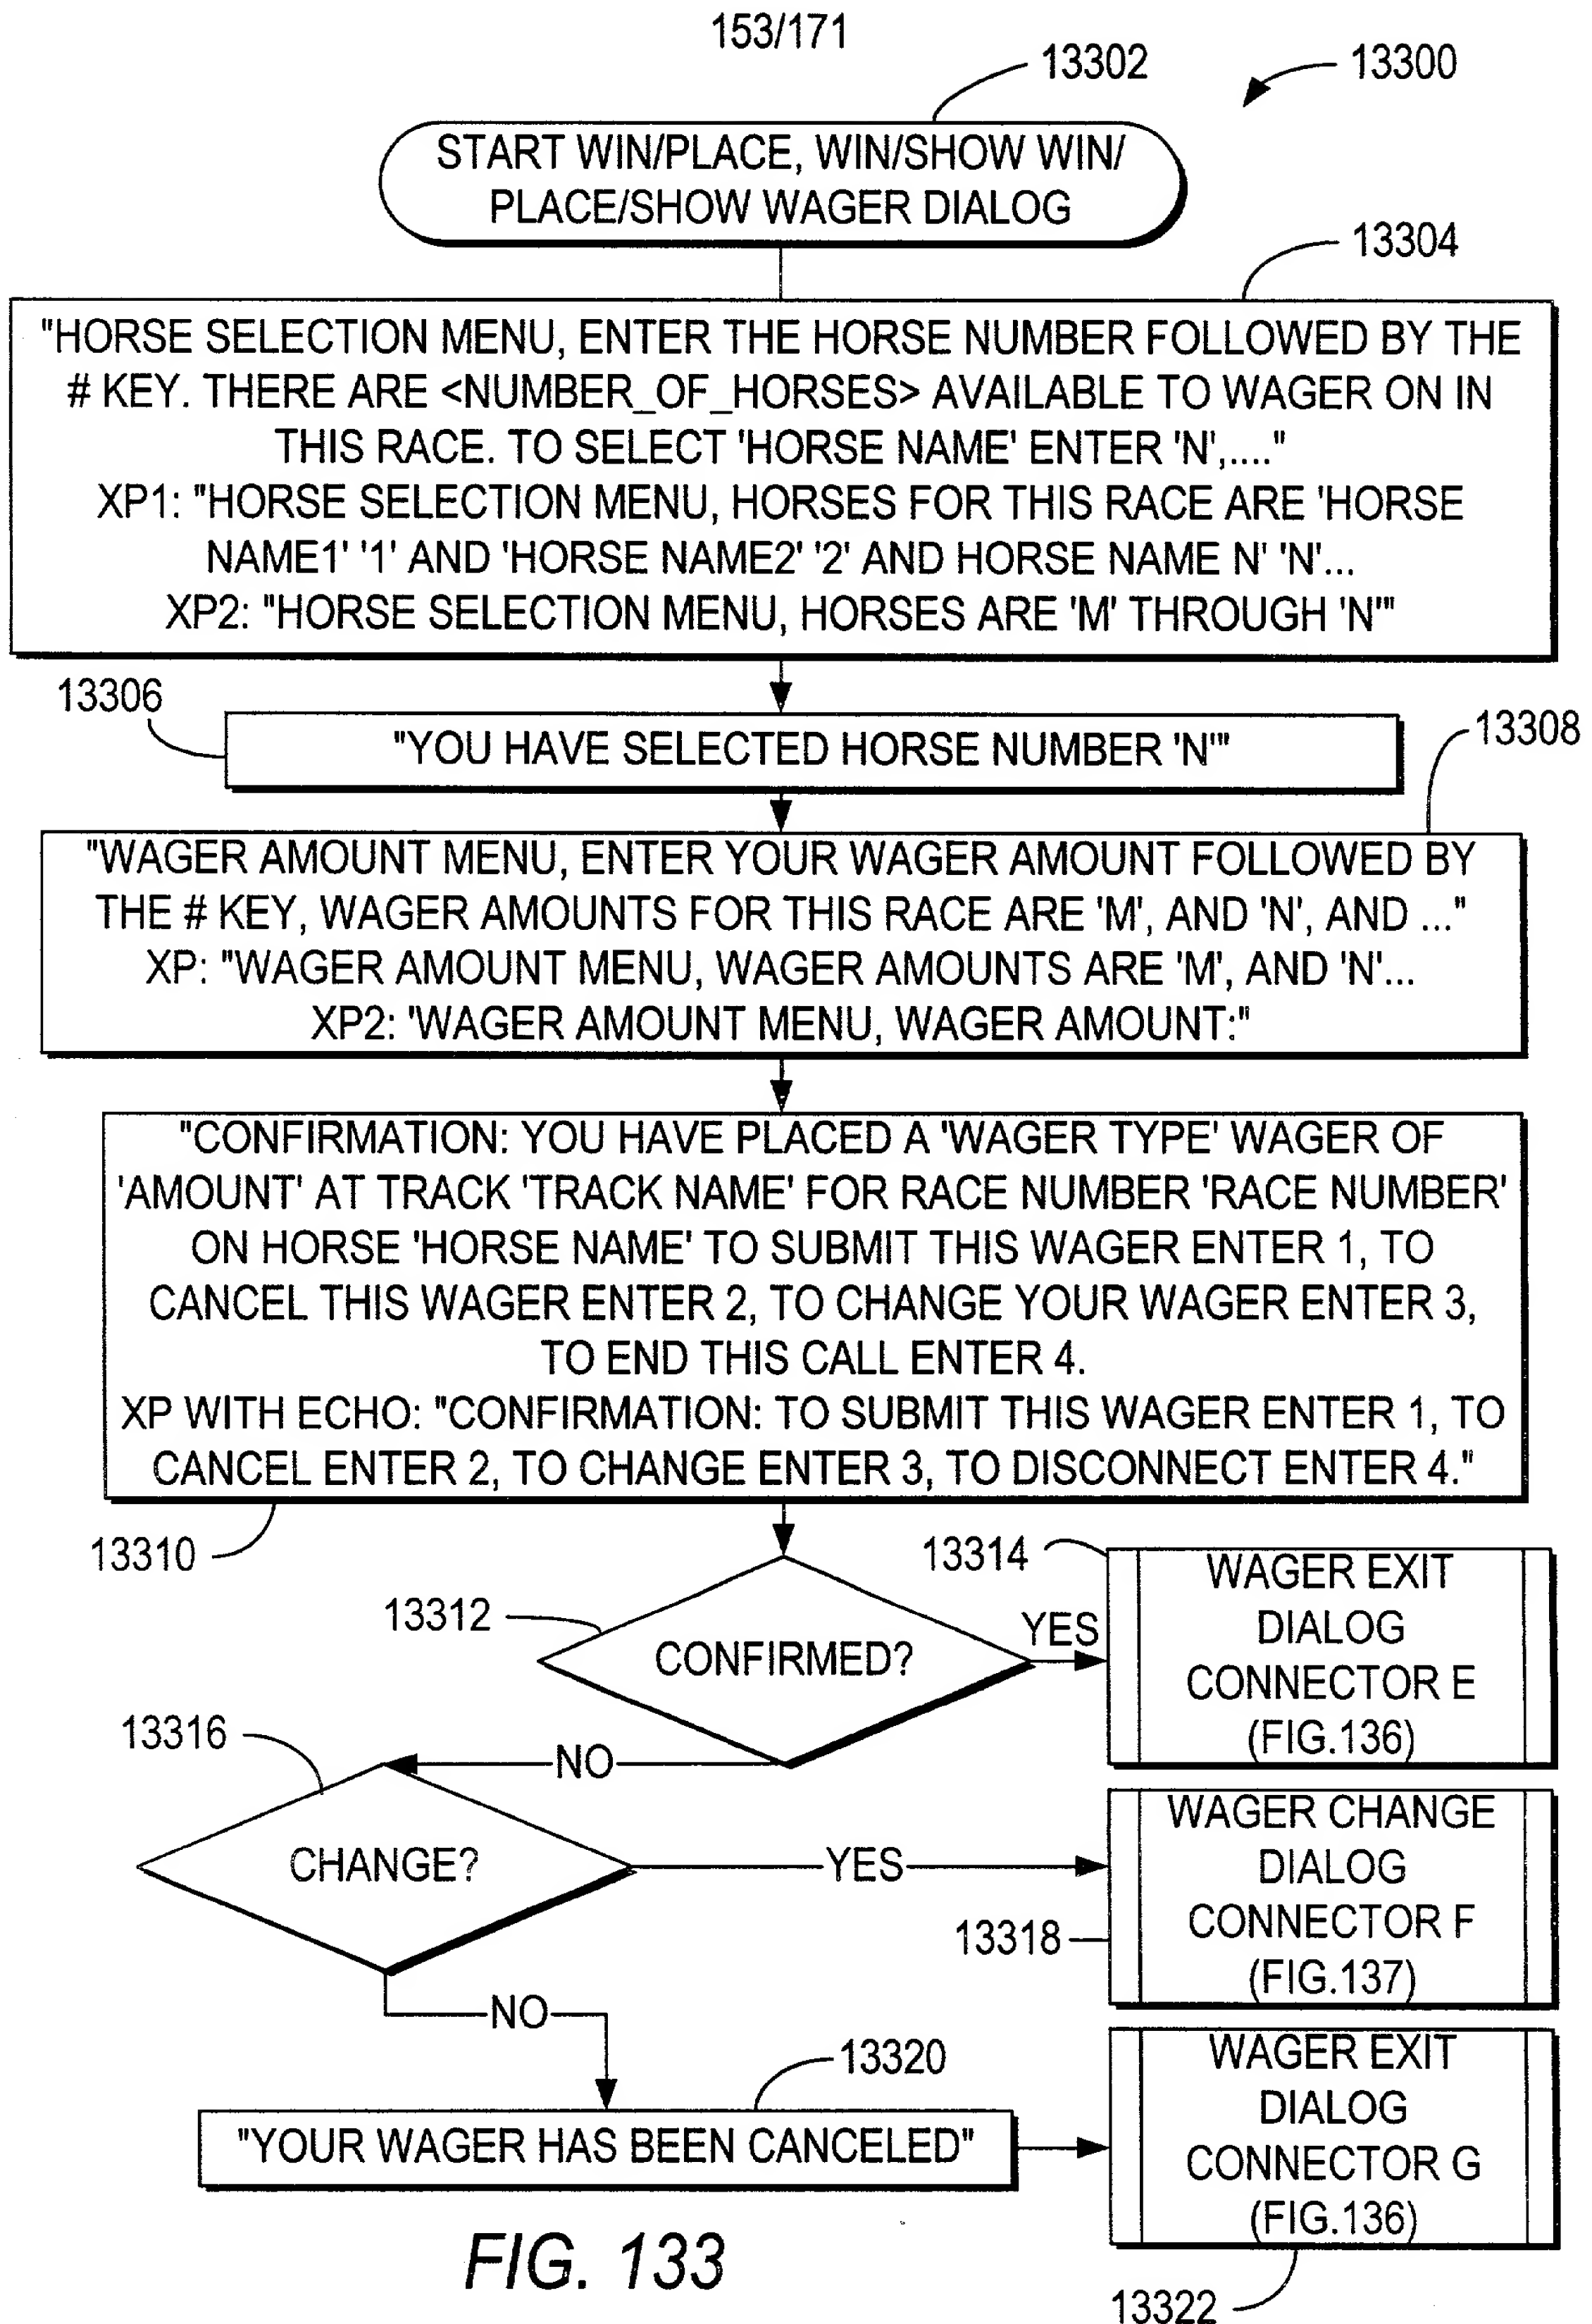 153/171
13302
13300
START WIN/PLACE, WIN/SHOW WIN/
PLACE/SHOW WAGER DIALOG
13304
"HORSE SELECTION MENU, ENTER THE HORSE NUMBER FOLLOWED BY THE
# KEY. THERE ARE <NUMBER_OF_HORSES> AVAILABLE TO WAGER ON IN
THIS RACE. TO SELECT 'HORSE NAME' ENTER 'N',...."
XP1: "HORSE SELECTION MENU, HORSES FOR THIS RACE ARE 'HORSE
NAME1' '1' AND 'HORSE NAME2' '2' AND HORSE NAME N' 'N'...
XP2: "HORSE SELECTION MENU, HORSES ARE 'M' THROUGH 'N'"
13306
"YOU HAVE SELECTED HORSE NUMBER 'N'"
13308
"WAGER AMOUNT MENU, ENTER YOUR WAGER AMOUNT FOLLOWED BY
THE # KEY, WAGER AMOUNTS FOR THIS RACE ARE 'M', AND 'N', AND ..."
XP: "WAGER AMOUNT MENU, WAGER AMOUNTS ARE 'M', AND 'N'...
XP2: 'WAGER AMOUNT MENU, WAGER AMOUNT:"
"CONFIRMATION: YOU HAVE PLACED A 'WAGER TYPE' WAGER OF
'AMOUNT' AT TRACK 'TRACK NAME' FOR RACE NUMBER 'RACE NUMBER'
ON HORSE 'HORSE NAME' TO SUBMIT THIS WAGER ENTER 1, TO
CANCEL THIS WAGER ENTER 2, TO CHANGE YOUR WAGER ENTER 3,
TO END THIS CALL ENTER 4.
XP WITH ECHO: "CONFIRMATION: TO SUBMIT THIS WAGER ENTER 1, TO
CANCEL ENTER 2, TO CHANGE ENTER 3, TO DISCONNECT ENTER 4."
13310
13312
CONFIRMED?
YES
13314
WAGER EXIT
DIALOG
CONNECTOR E
(FIG.136)
NO
13316
CHANGE?
YES
13318
WAGER CHANGE
DIALOG
CONNECTOR F
(FIG.137)
NO
13320
"YOUR WAGER HAS BEEN CANCELED"
WAGER EXIT
DIALOG
CONNECTOR G
(FIG.136)
13322
FIG. 133